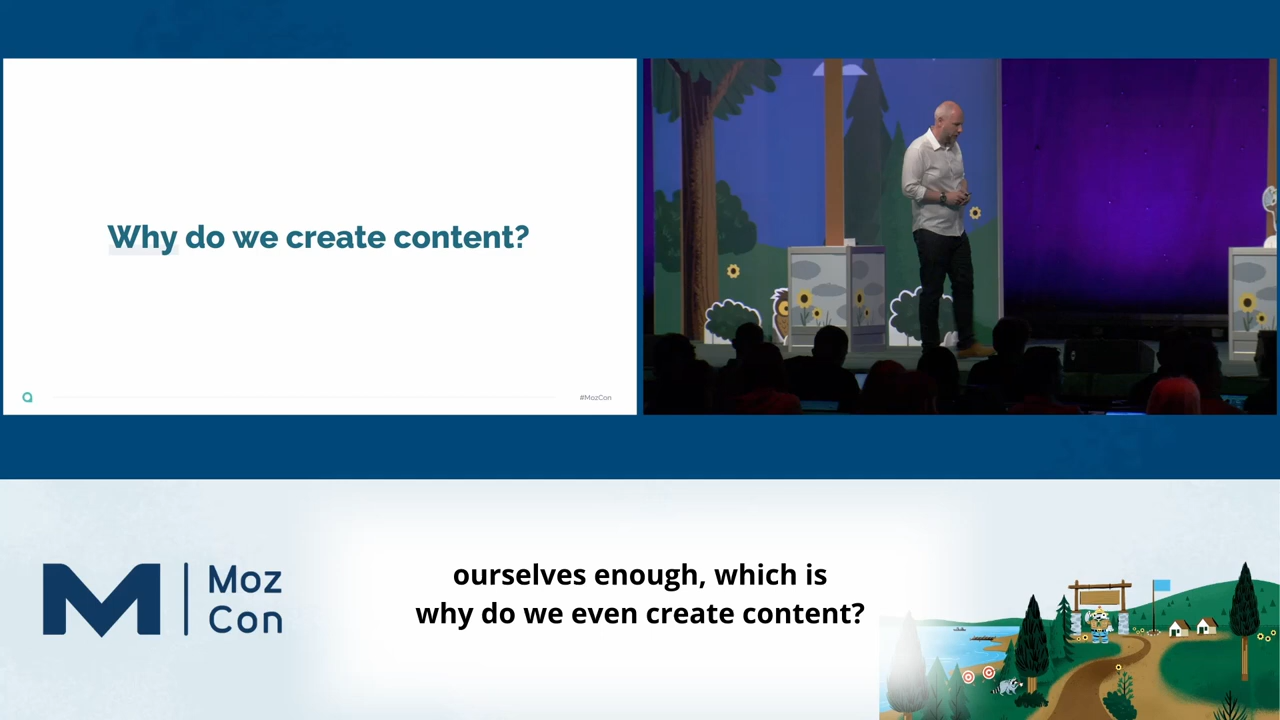 Why do we create content?
#MozCon
Moz
Con
ourselves enough, which is
why do we even create content?